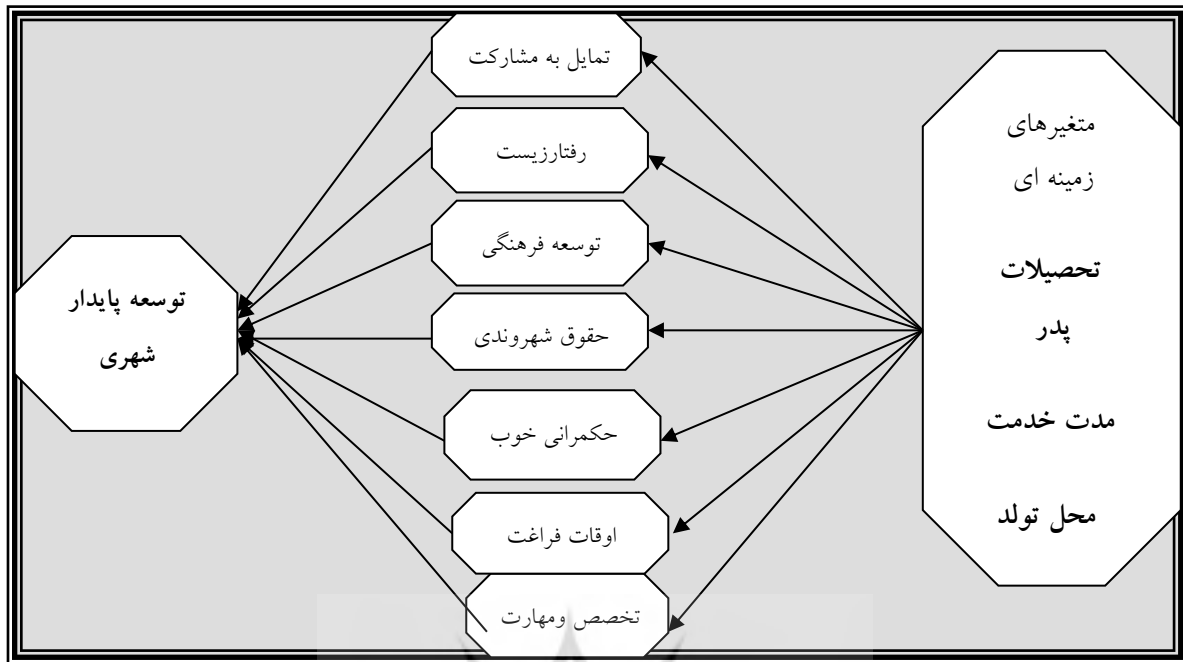 متغیرهای
زمینه ای
تحصیلات
پدر
مدت خدمت
محل تولد
تمایل به مشارکت
رفتارزیست
توسعه فرهنگی
حقوق شهروندی
حکمرانی خوب
اوقات فراغت
تخصص ومهارت
توسعه پایدار
شهری